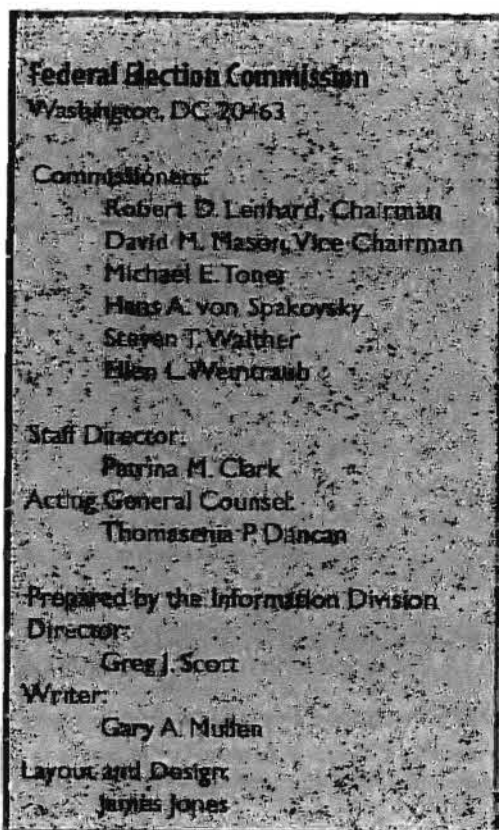 Federal Election Commission
Washington, DC 20463
Commissioners:
Robert D. Lenhard, Chairman
David M. Mason, Vice Chairman
Michael E. Toner
Hans A. von Spakovsky
Steven T. Walther
Ellen L. Weintraub
Staff Director:
Patrina M. Clark
Acting General Counsel:
Thomasenia P. Duncan
Prepared by the Information Division
Director:
Greg J. Scott
Writer:
Gary A. Mullen
Layout and Design:
James Jones